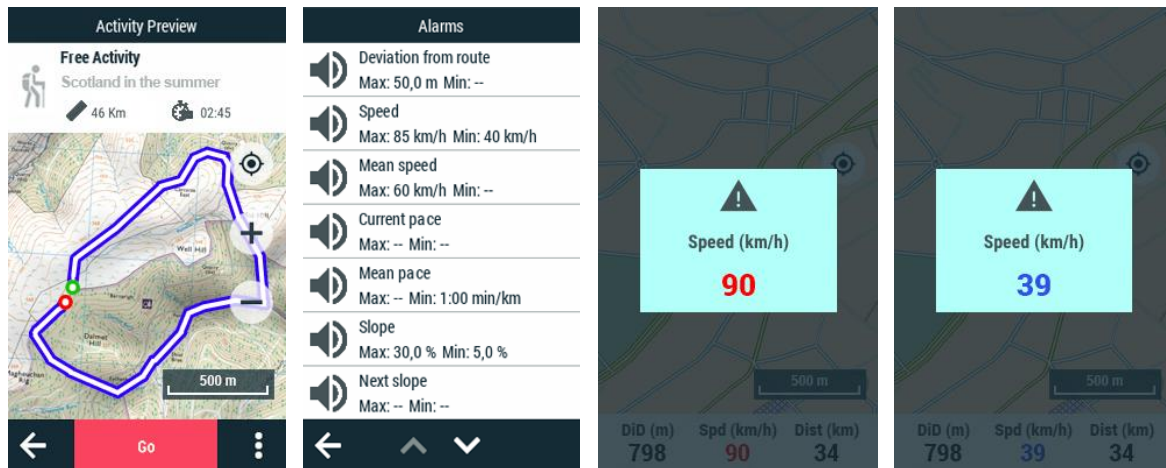 Activity Preview
Free Activity
Scotland in the summer
46 Km
02:45
Well Hill
Dalmet
Hill
500 m
Go
Alarms
Deviation from route
Max: 50,0 m Min: --
Speed
Max: 85 km/h Min: 40 km/h
Mean speed
Max: 60 km/h Min: --
Current pace
Max: -- Min: --
Mean pace
Max: -- Min: 1:00 min/km
Slope
Max: 30,0 % Min: 5,0 %
Next slope
Max: -- Min: --
Speed (km/h)
90
500 m
DiD (m) Spd (km/h) Dist (km)
798 90 34
Speed (km/h)
39
500 m
DiD (m) Spd (km/h) Dist (km)
798 39 34